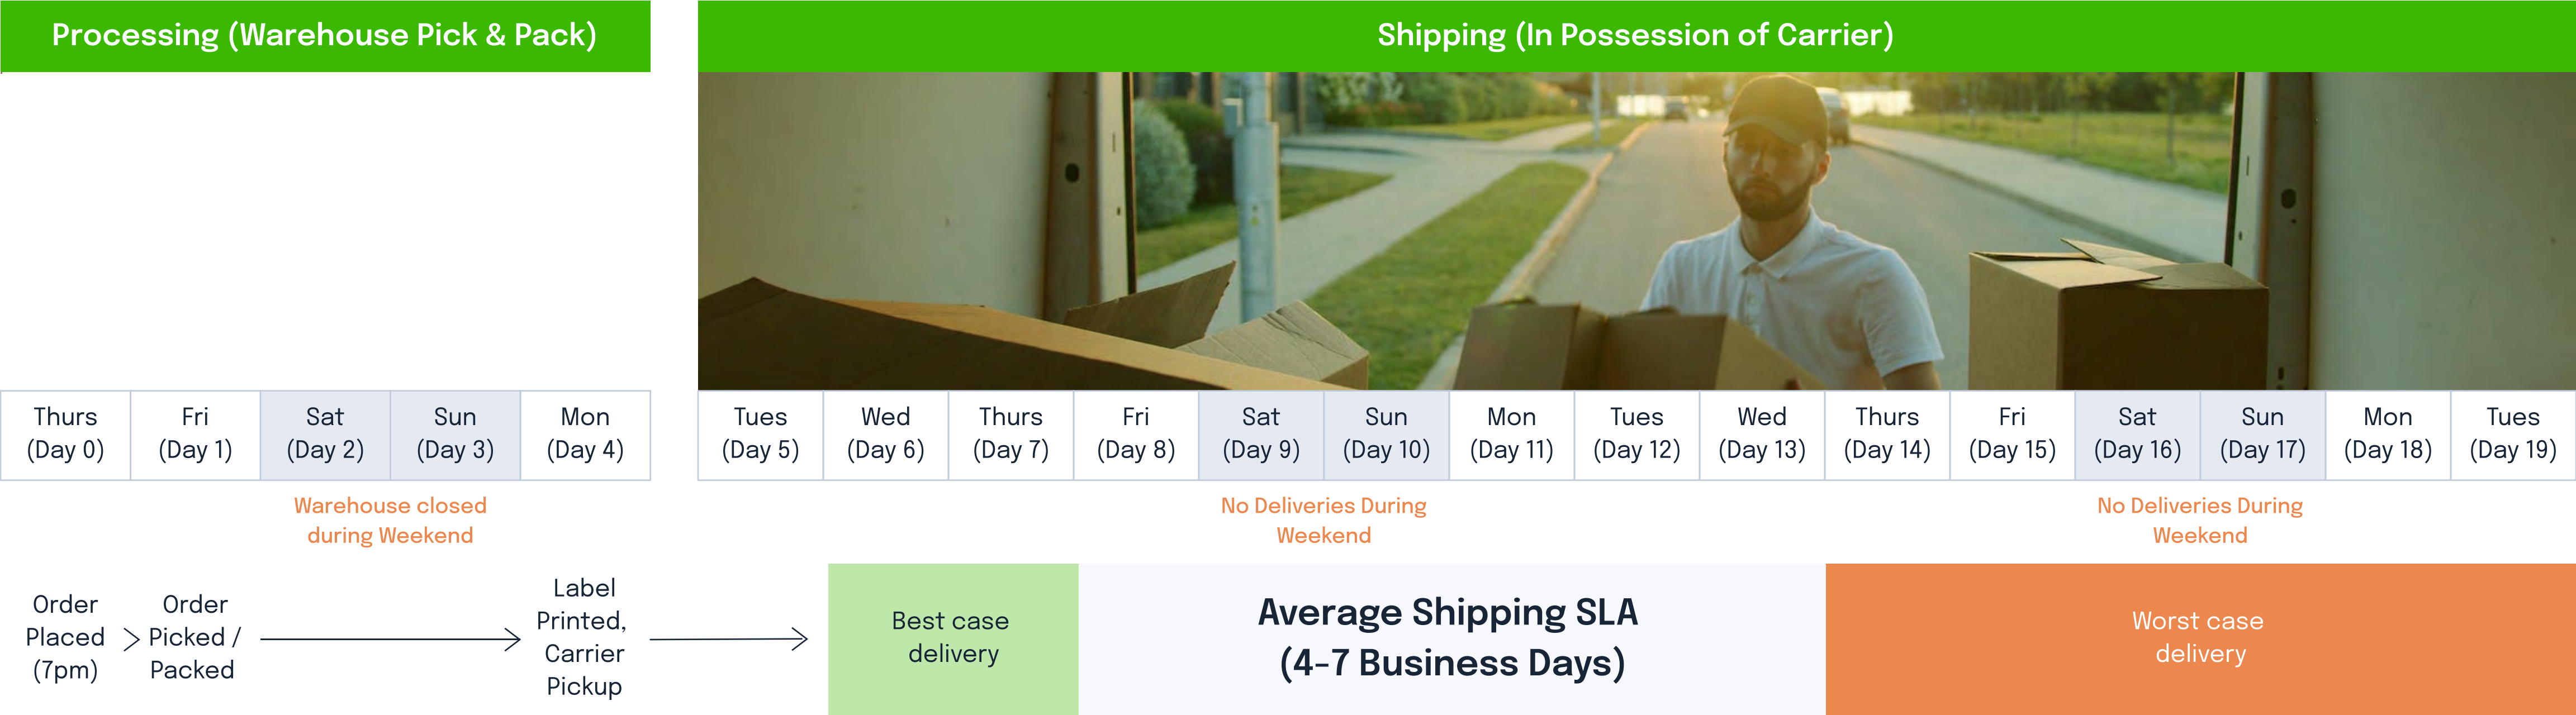 Processing (Warehouse Pick & Pack)
Shipping (In Possession of Carrier)
Thurs
(Day 0)
Fri
(Day 1)
Sat
(Day 2)
Sun
(Day 3)
Mon
(Day 4)
Tues
(Day 5)
Wed
(Day 6)
Thurs
(Day 7)
Fri
(Day 8)
Sat
(Day 9)
Sun
(Day 10)
Mon
(Day 11)
Tues
(Day 12)
Wed
(Day 13)
Thurs
(Day 14)
Fri
(Day 15)
Sat
(Day 16)
Sun
(Day 17)
Mon
(Day 18)
Tues
(Day 19)
Warehouse closed
during Weekend
No Deliveries During
Weekend
No Deliveries During
Weekend
Order
Placed
(7pm)
>
Order
Picked /
Packed
Label
Printed,
Carrier
Pickup
Best case
delivery
Average Shipping SLA
(4-7 Business Days)
Worst case
delivery